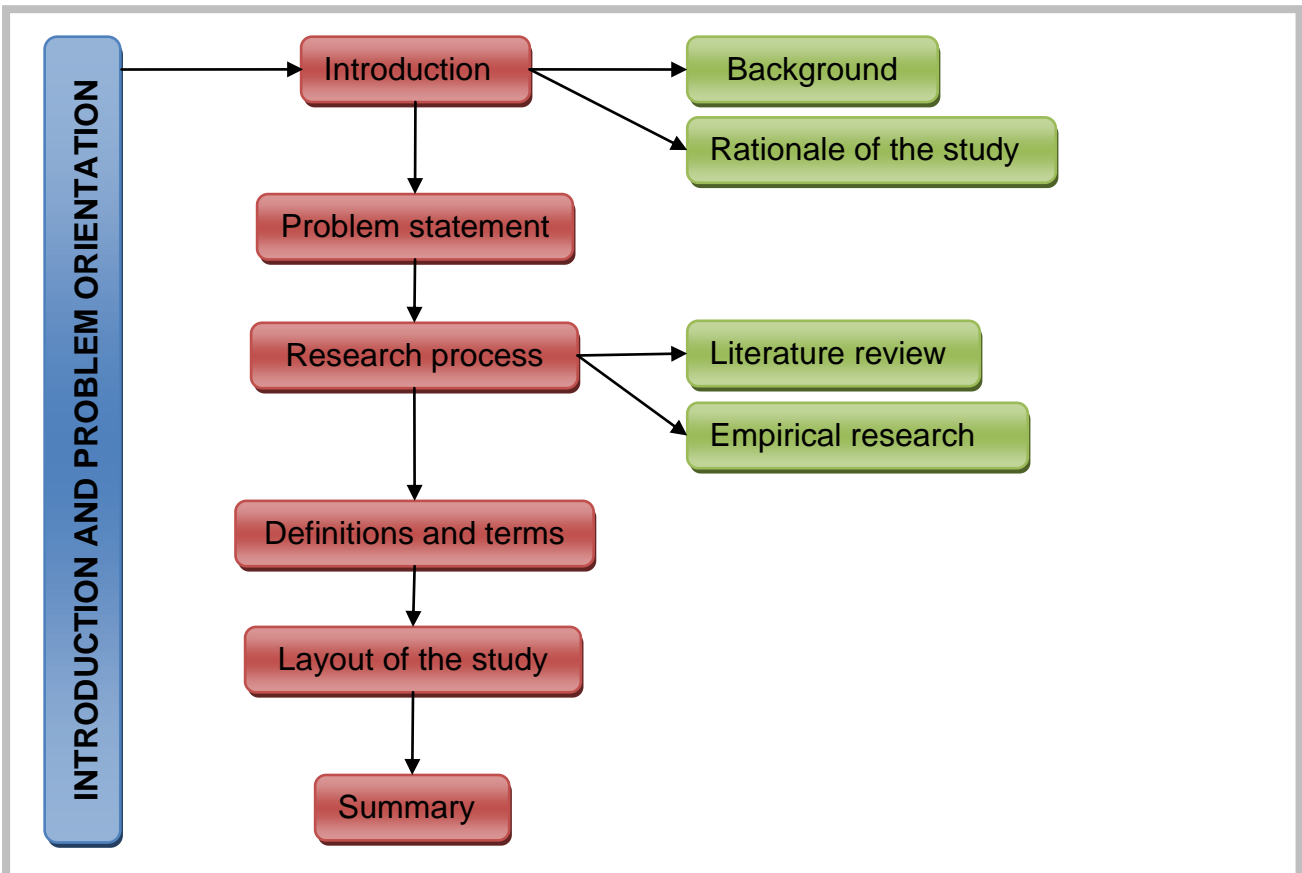 INTRODUCTION AND PROBLEM ORIENTATION
Introduction
Background
Rationale of the study
Problem statement
Research process
Literature review
Empirical research
Definitions and terms
Layout of the study
Summary